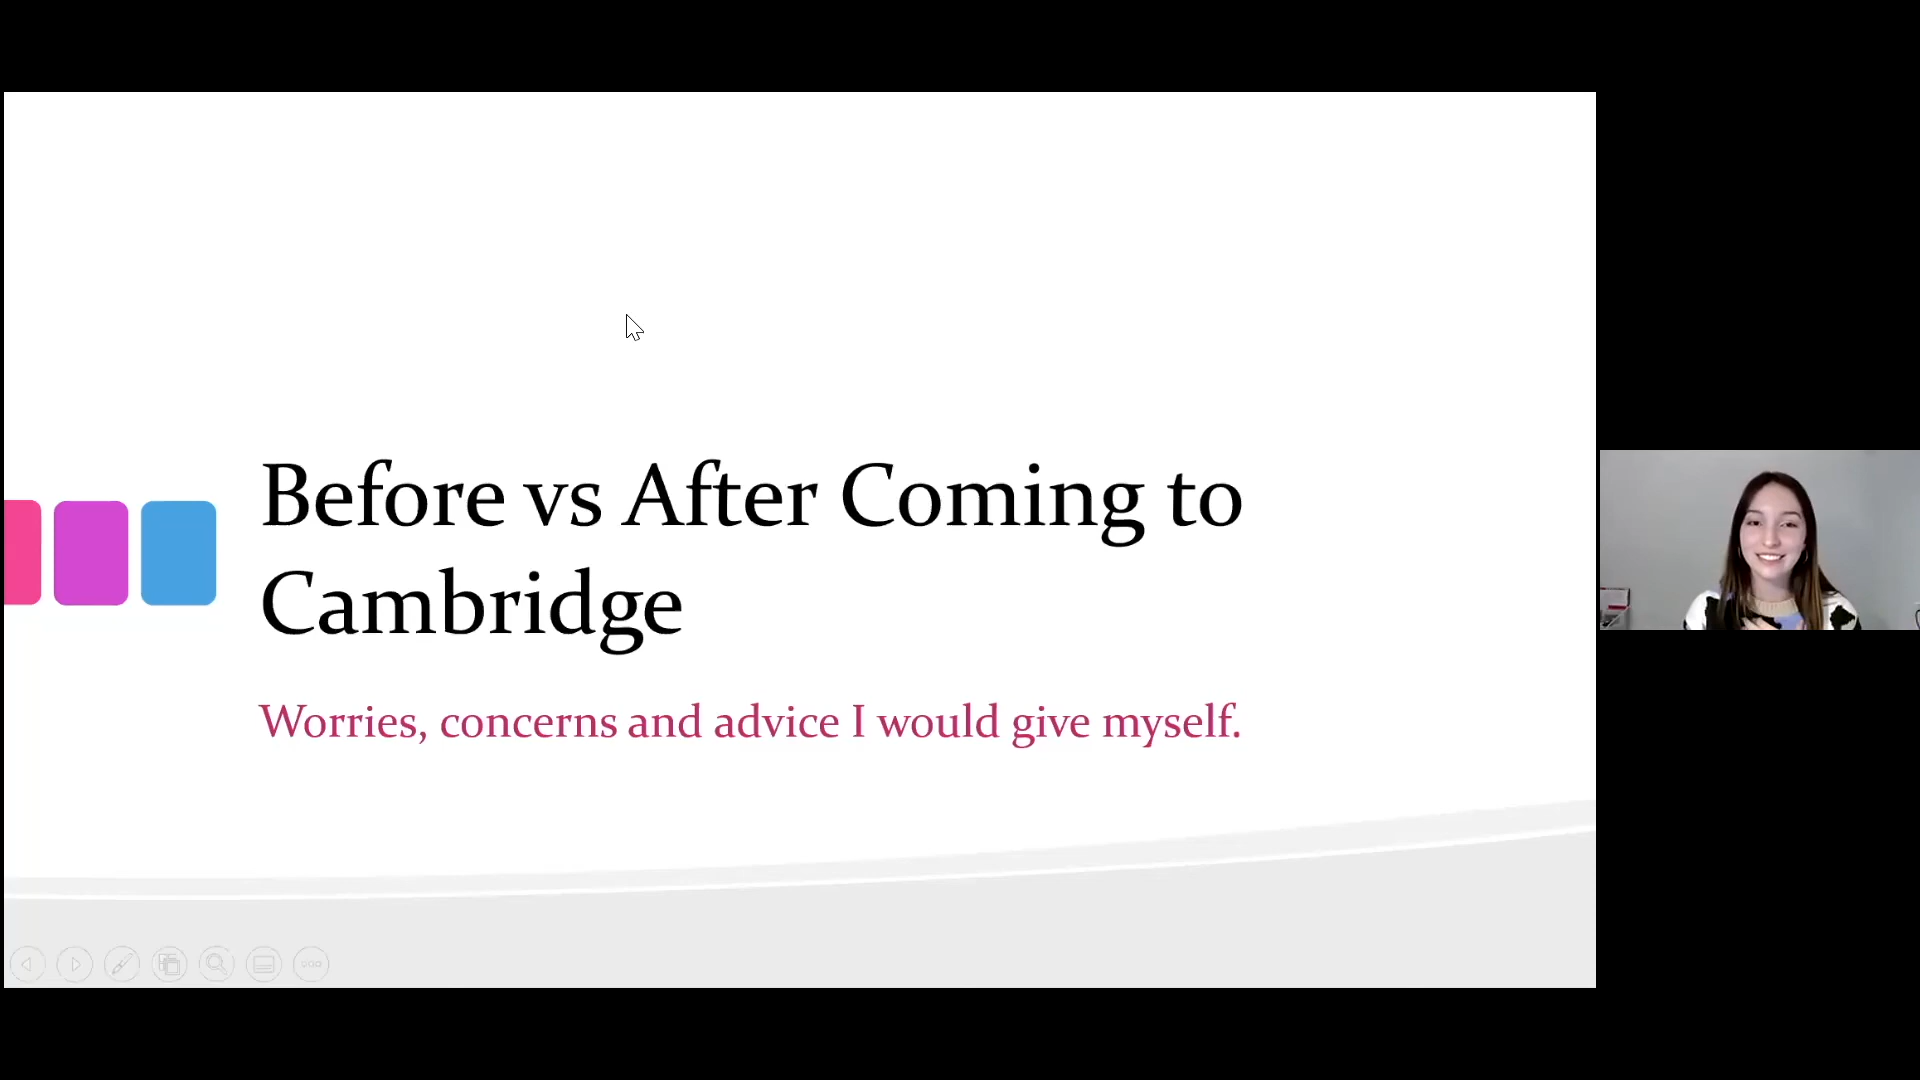 Before vs After Coming to
Cambridge
Worries, concerns and advice I would give myself.